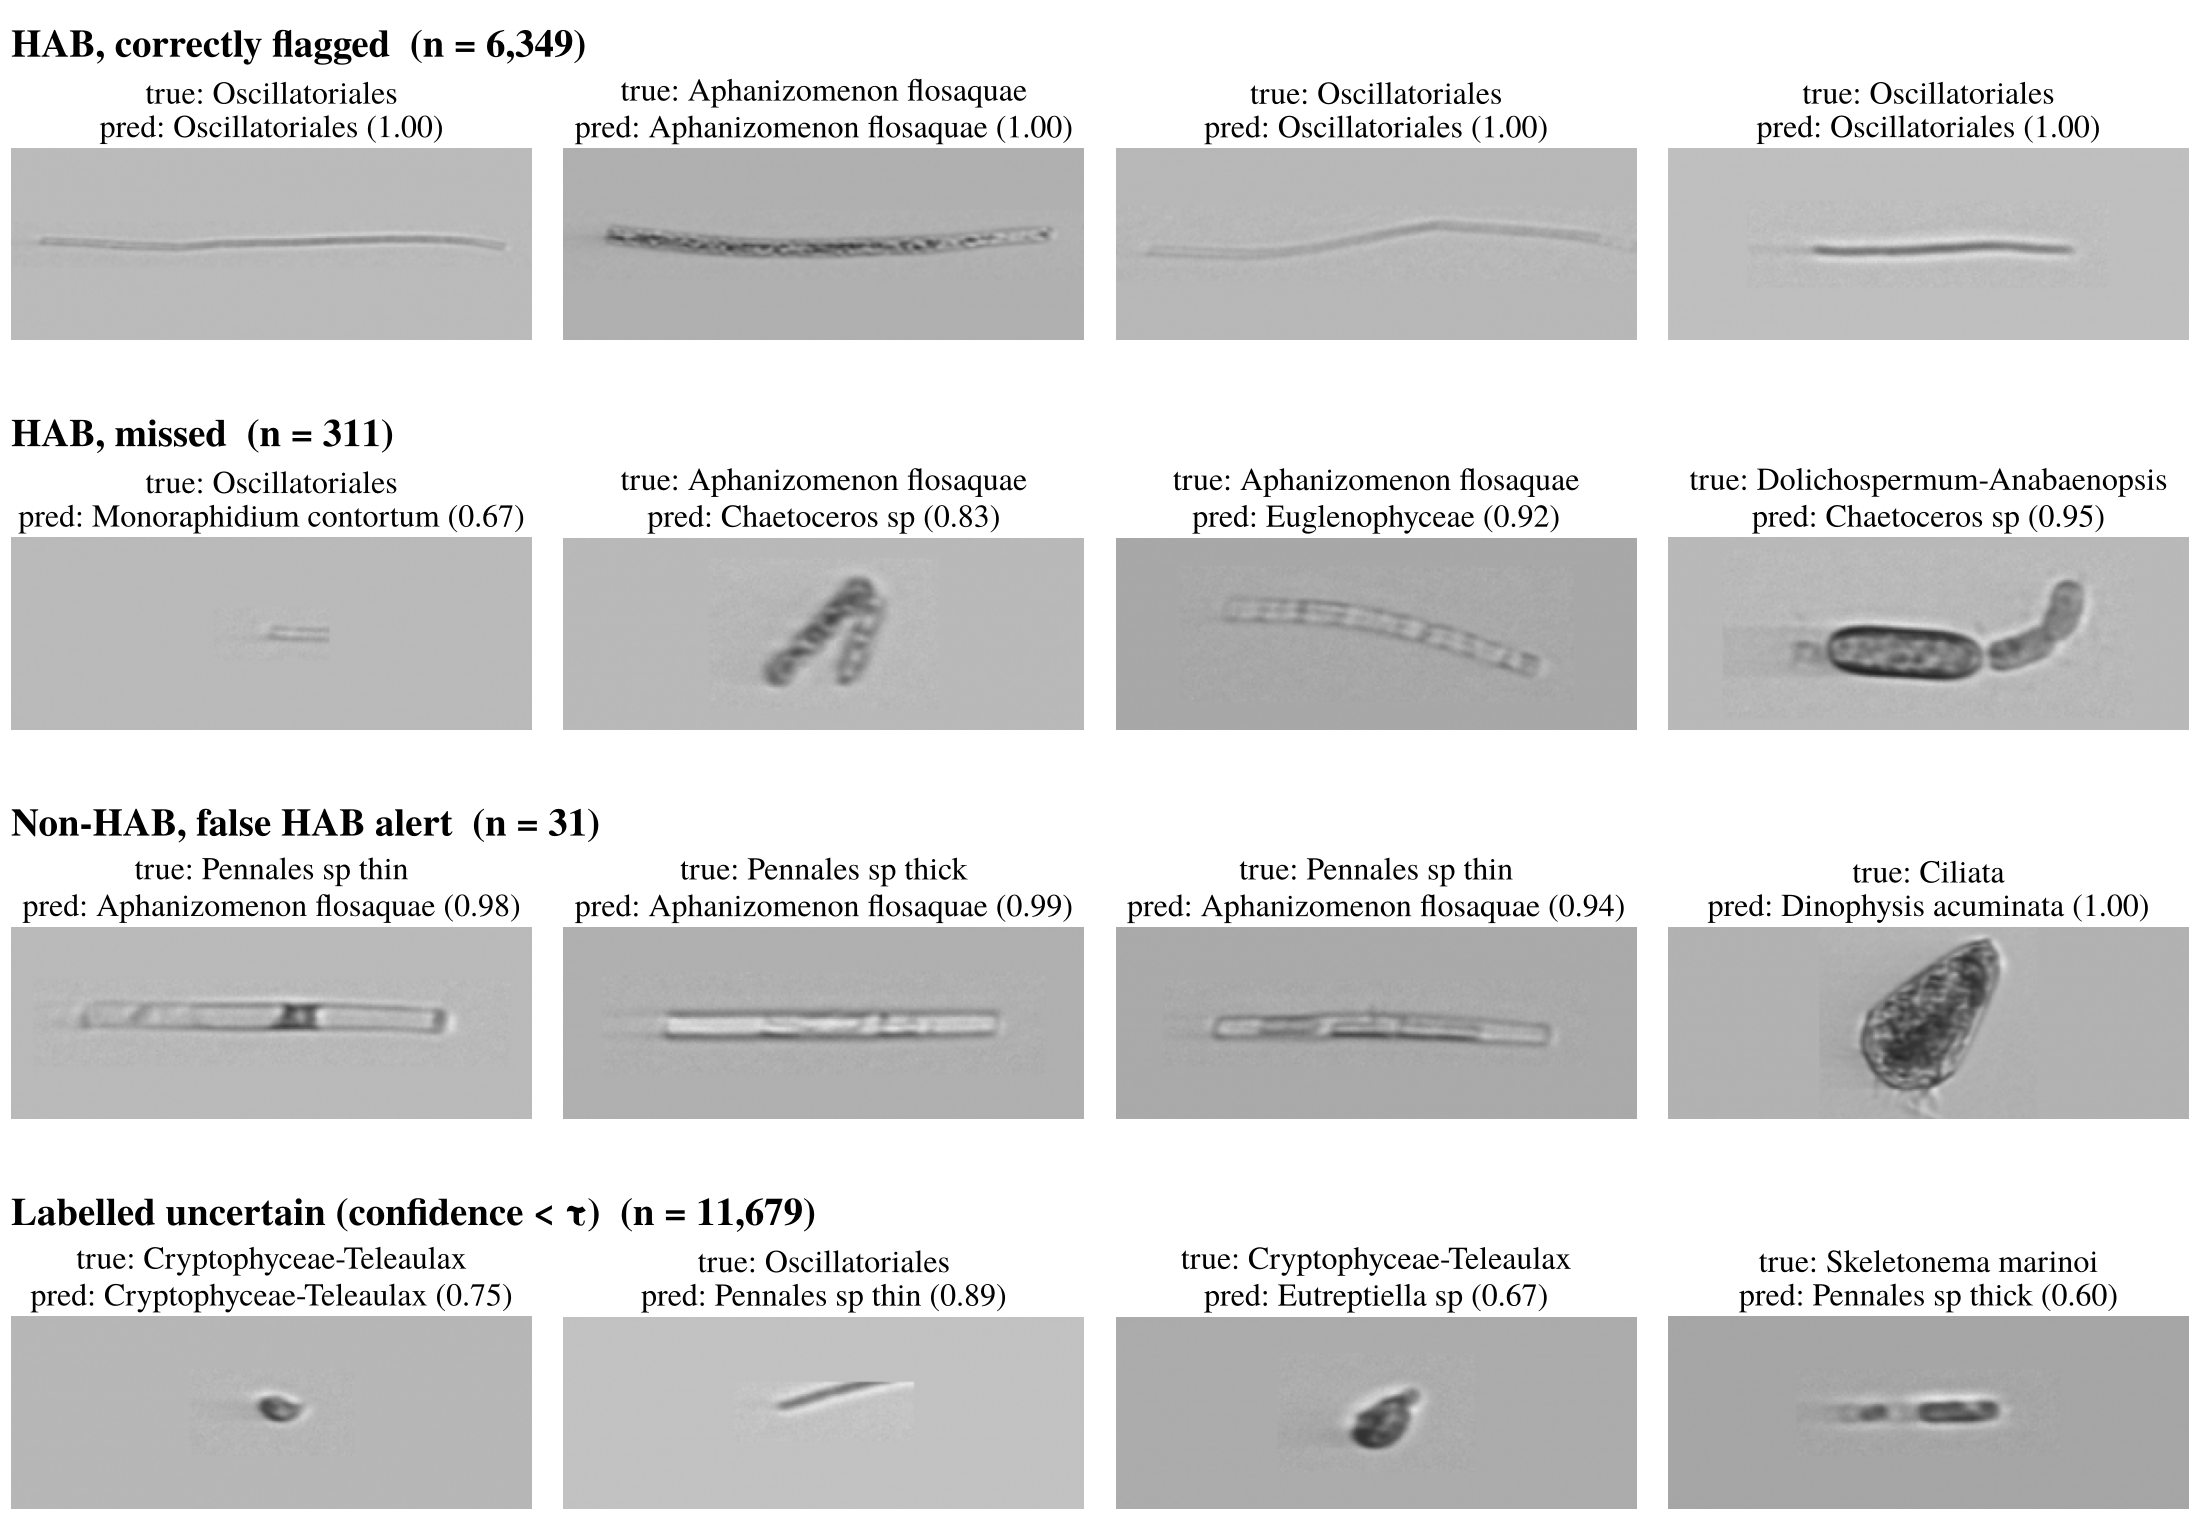 HAB, correctly flagged (n = 6,349)
true: Oscillatoriales
pred: Oscillatoriales (1.00)
true: Aphanizomenon flosaquae
pred: Aphanizomenon flosaquae (1.00)
true: Oscillatoriales
pred: Oscillatoriales (1.00)
true: Oscillatoriales
pred: Oscillatoriales (1.00)
HAB, missed (n = 311)
true: Oscillatoriales
pred: Monoraphidium contortum (0.67)
true: Aphanizomenon flosaquae
pred: Chaetoceros sp (0.83)
true: Aphanizomenon flosaquae
pred: Euglenophyceae (0.92)
true: Dolichospermum-Anabaenopsis
pred: Chaetoceros sp (0.95)
Non-HAB, false HAB alert (n = 31)
true: Pennales sp thin
pred: Aphanizomenon flosaquae (0.98)
true: Pennales sp thick
pred: Aphanizomenon flosaquae (0.99)
true: Pennales sp thin
pred: Aphanizomenon flosaquae (0.94)
true: Ciliata
pred: Dinophysis acuminata (1.00)
Labelled uncertain (confidence < τ) (n = 11,679)
true: Cryptophyceae-Teleaulax
pred: Cryptophyceae-Teleaulax (0.75)
true: Oscillatoriales
pred: Pennales sp thin (0.89)
true: Cryptophyceae-Teleaulax
pred: Eutreptiella sp (0.67)
true: Skeletonema marinoi
pred: Pennales sp thick (0.60)